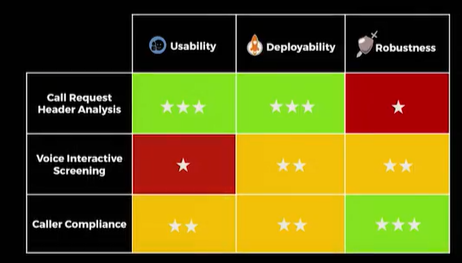 Usability Deployability Robustness
Call Request
Header Analysis
Voice Interactive
Screening
Caller Compliance